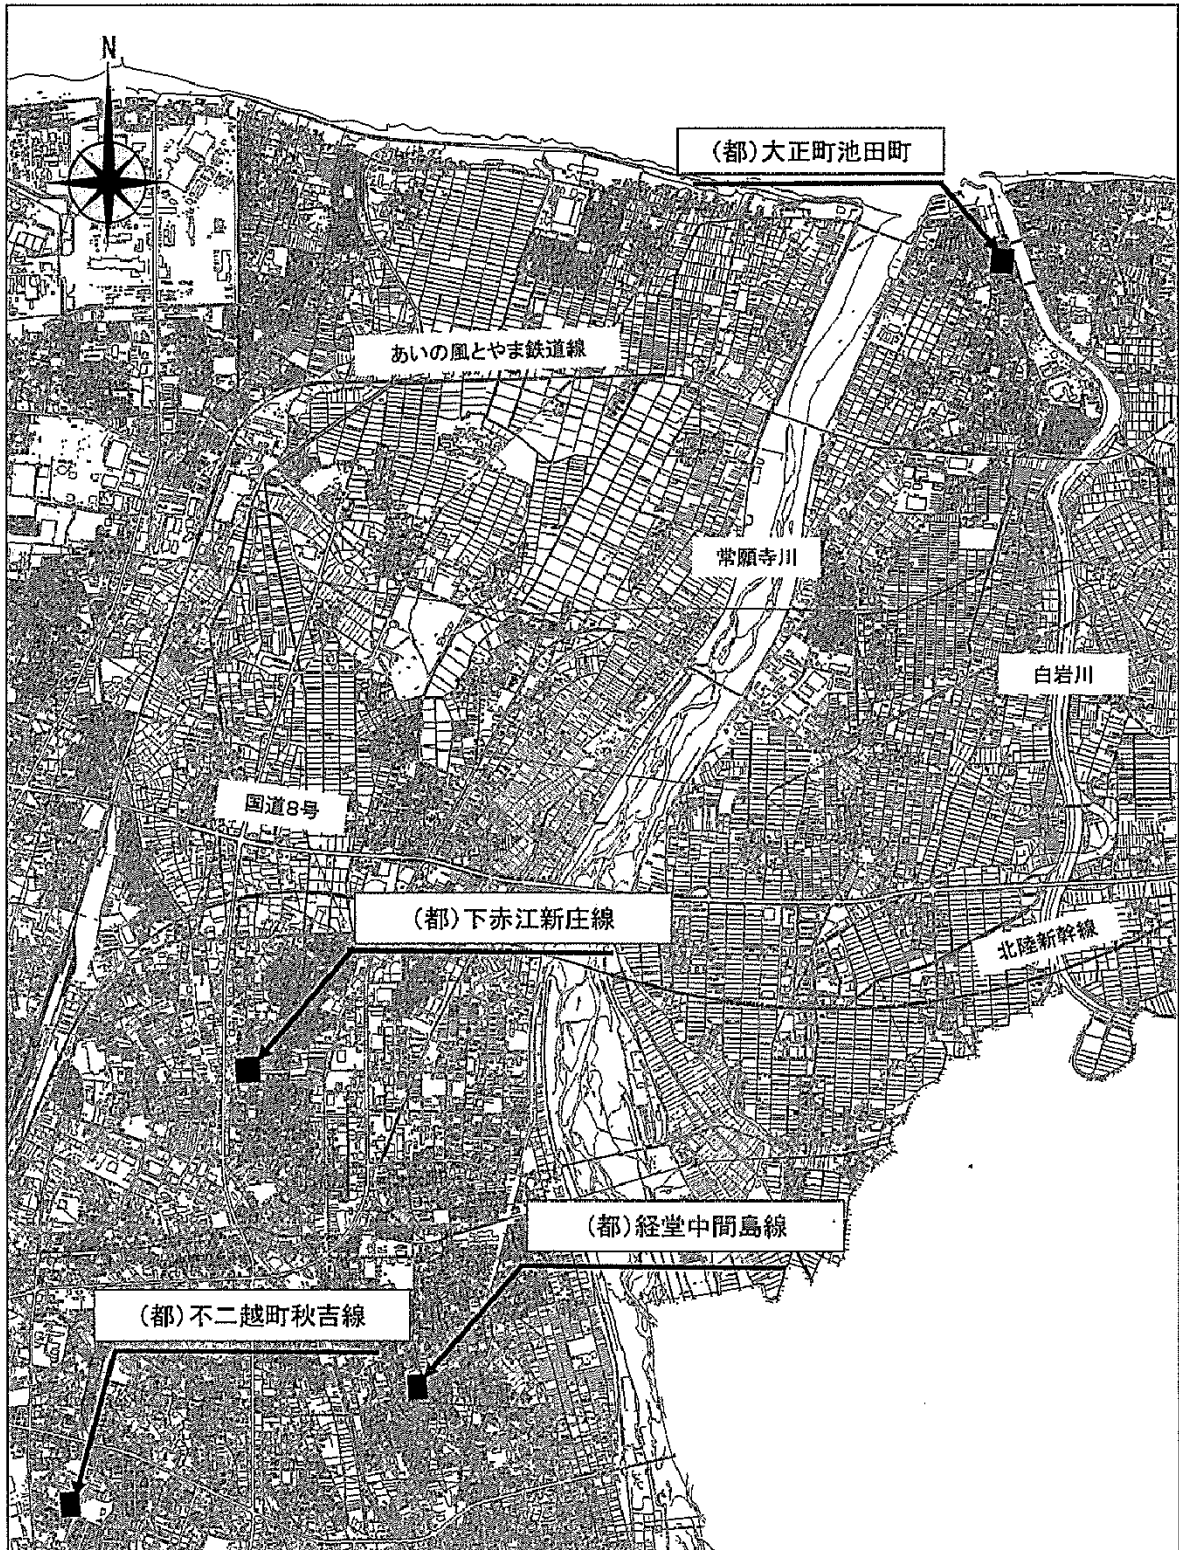 N
(都)大正町池田町
あいの風とやま鉄道線
常願寺川
白岩川
国道8号
(都)下赤江新庄線
北陸新幹線
(都)経堂中間島線
(都)不二越町秋吉線